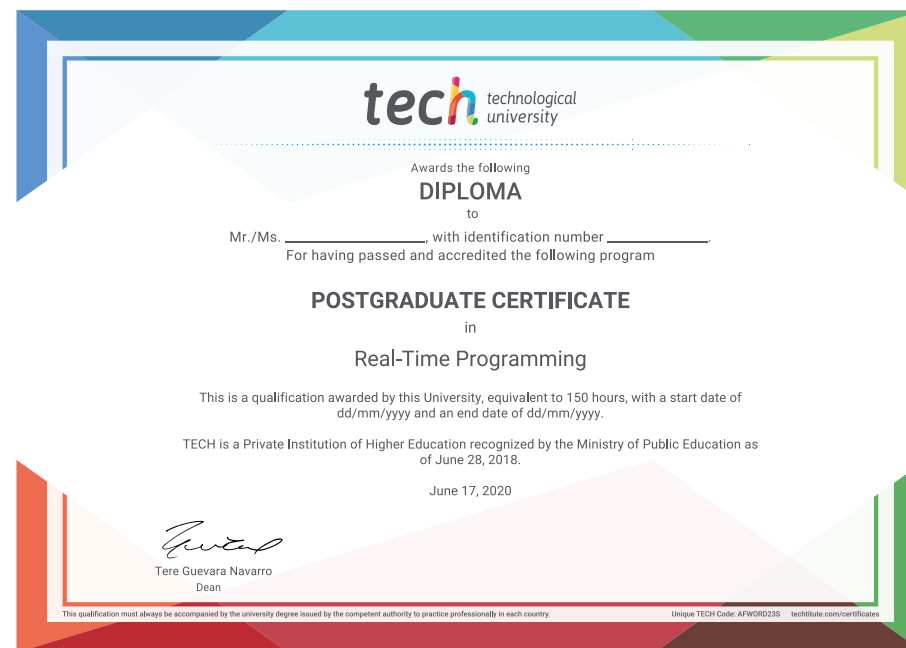 tech technological
university
Awards the following
DIPLOMA
to
Mr./Ms. ____________________, with identification number ______________.
For having passed and accredited the following program
POSTGRADUATE CERTIFICATE
in
Real-Time Programming
This is a qualification awarded by this University, equivalent to 150 hours, with a start date of
dd/mm/yyyy and an end date of dd/mm/yyyy.
TECH is a Private Institution of Higher Education recognized by the Ministry of Public Education as
of June 28, 2018.
June 17, 2020
Tere Guevara Navarro
Dean
This qualification must always be accompanied by the university degree issued by the competent authority to practice professionally in each country. Unique TECH Code: AFWORD23S techtitute.com/certificates